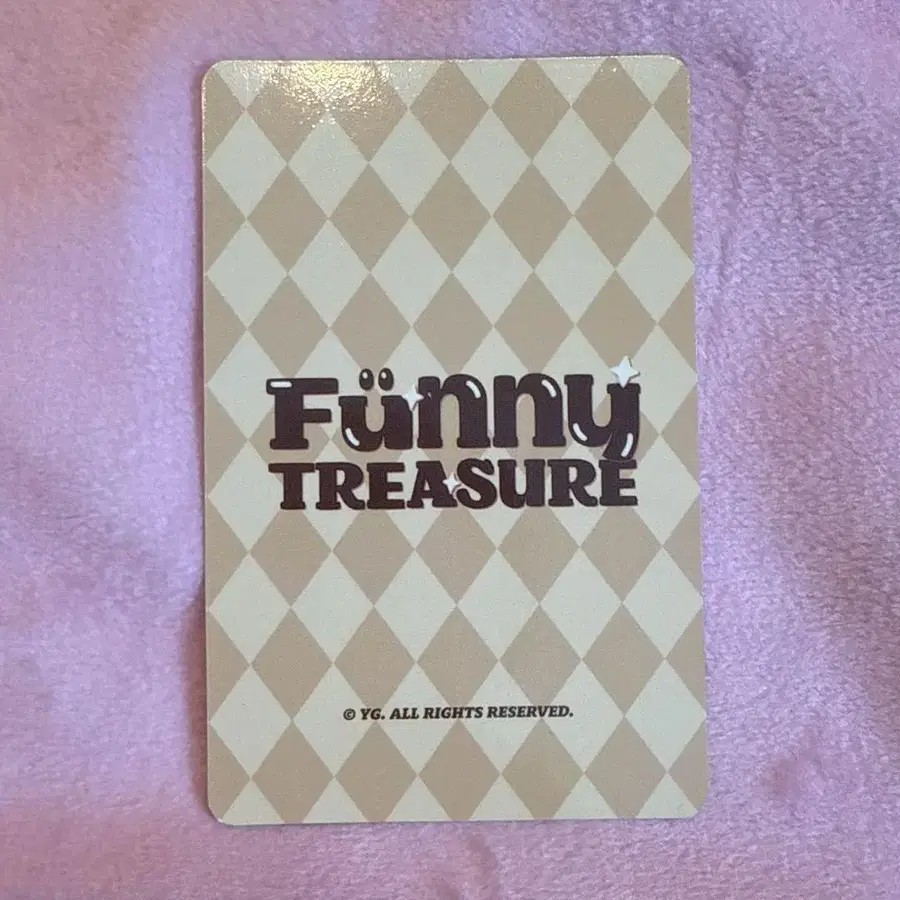 Fünny
TREASURE
© YG. ALL RIGHTS RESERVED.